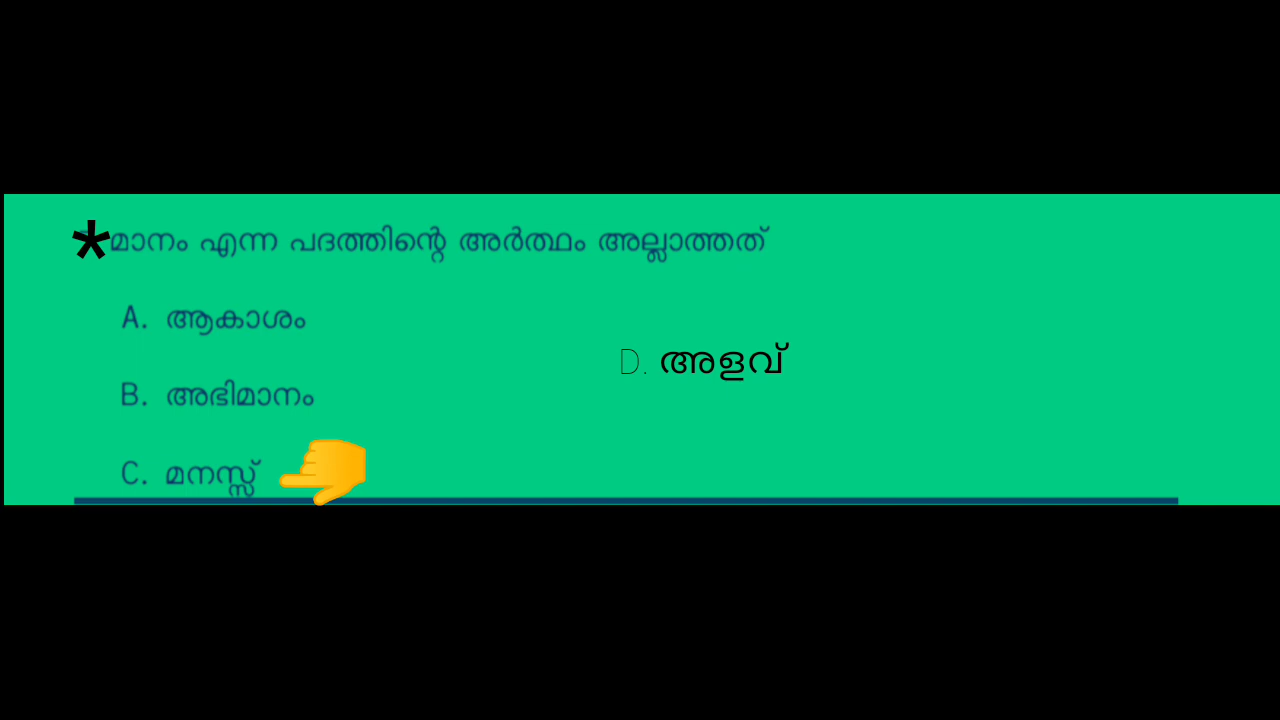 *മാനം എന്ന പദത്തിന്റെ അർത്ഥം അല്ലാത്തത്
A. ആകാശം
B. അഭിമാനം
C. മനസ്സ്
D. അളവ്